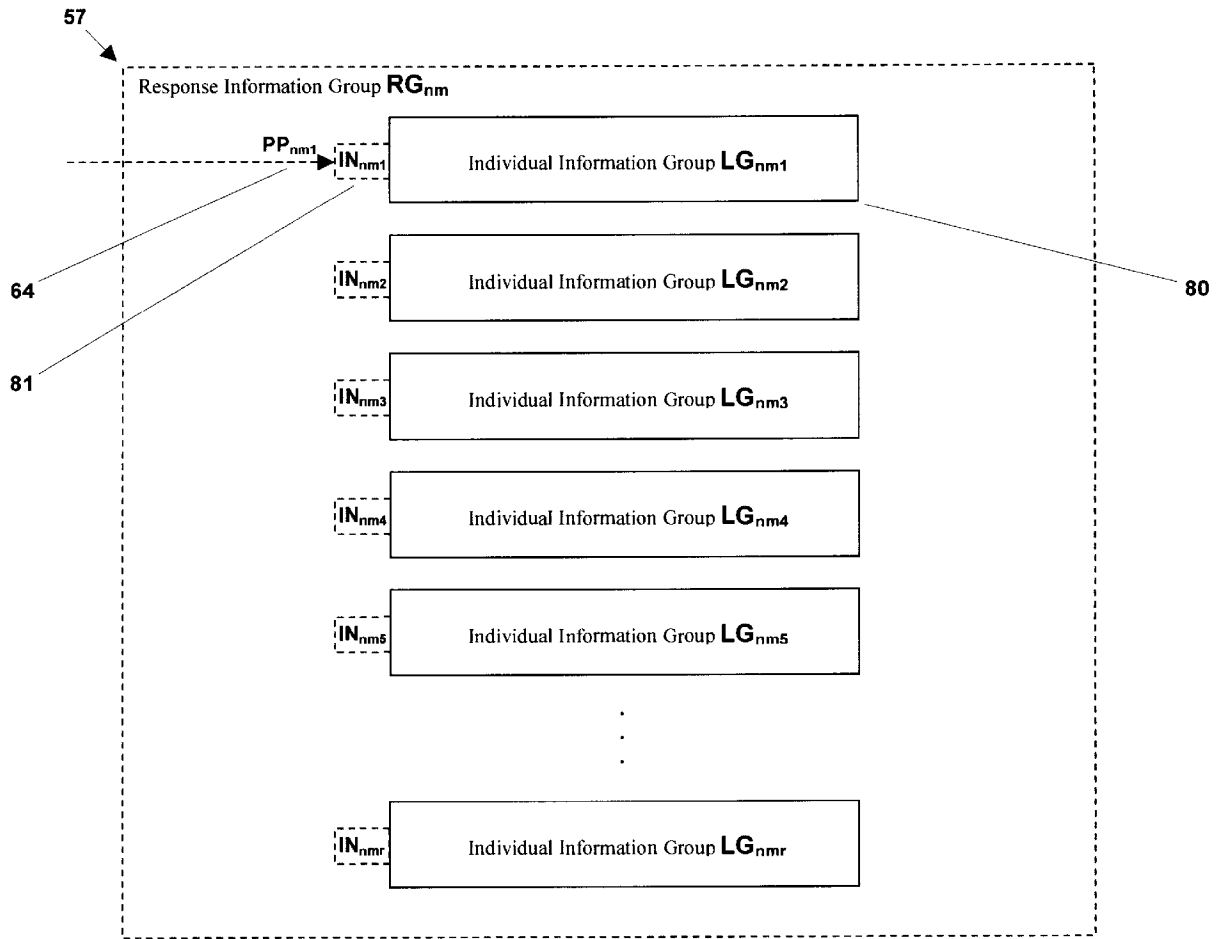 57
Response Information Group RGnm
PPnm1
INnm1 Individual Information Group LGnm1
INnm2 Individual Information Group LGnm2
64
80
INnm3 Individual Information Group LGnm3
81
INnm4 Individual Information Group LGnm4
INnm5 Individual Information Group LGnm5
.
.
.
INnmr Individual Information Group LGnmr